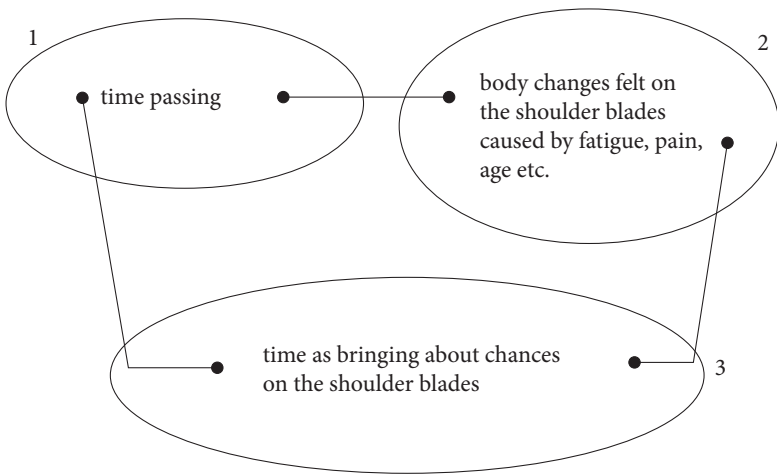 1
time passing
2
body changes felt on
the shoulder blades
caused by fatigue, pain,
age etc.
time as bringing about chances
on the shoulder blades
3